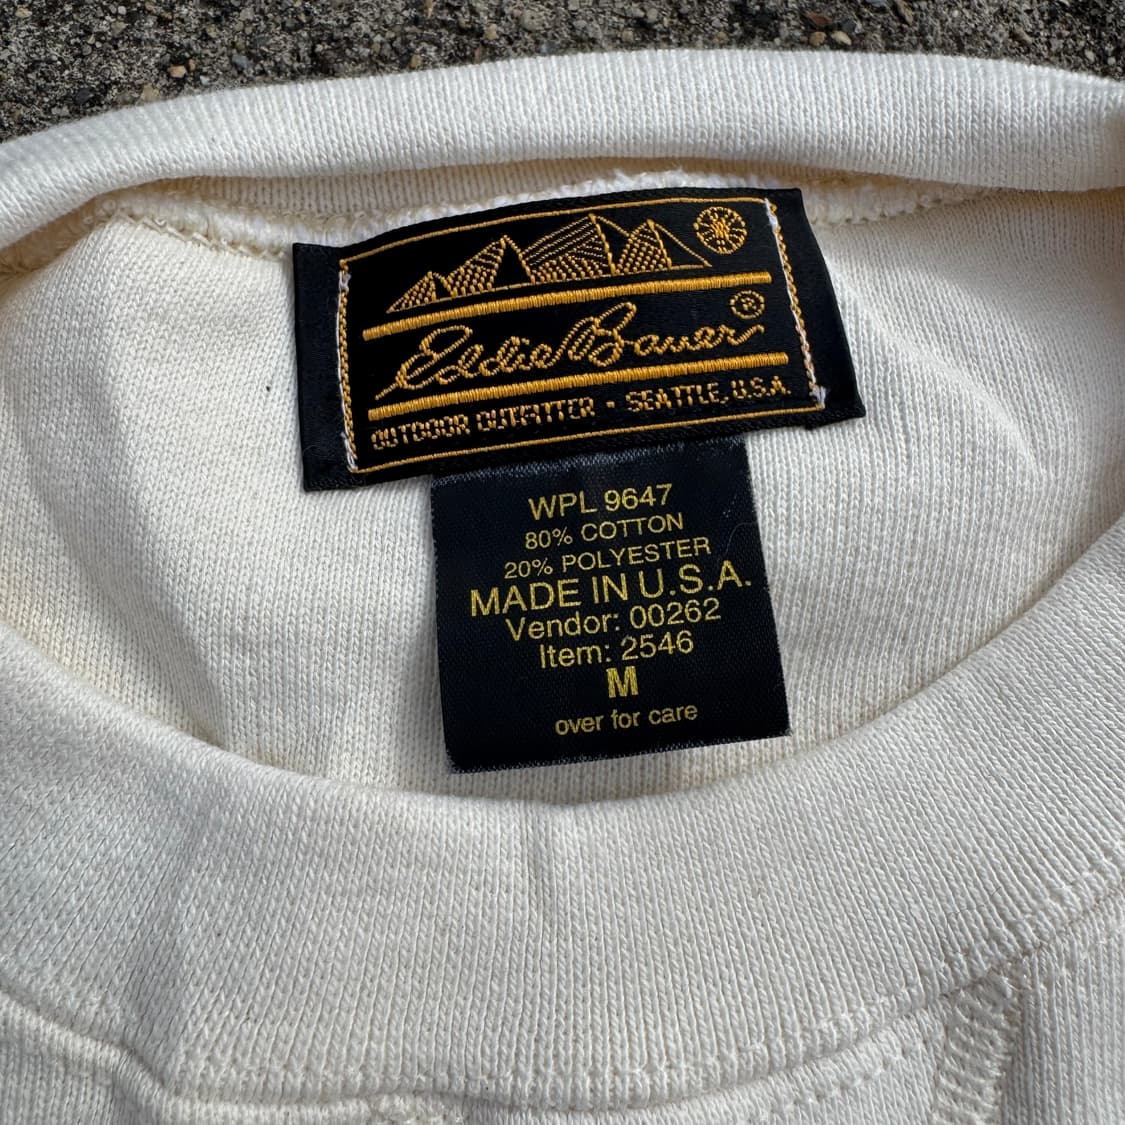 Eddie Bauer®
OUTDOOR OUTFITTER • SEATTLE, U.S.A.
WPL 9647
80% COTTON
20% POLYESTER
MADE IN U.S.A.
Vendor: 00262
Item: 2546
M
over for care